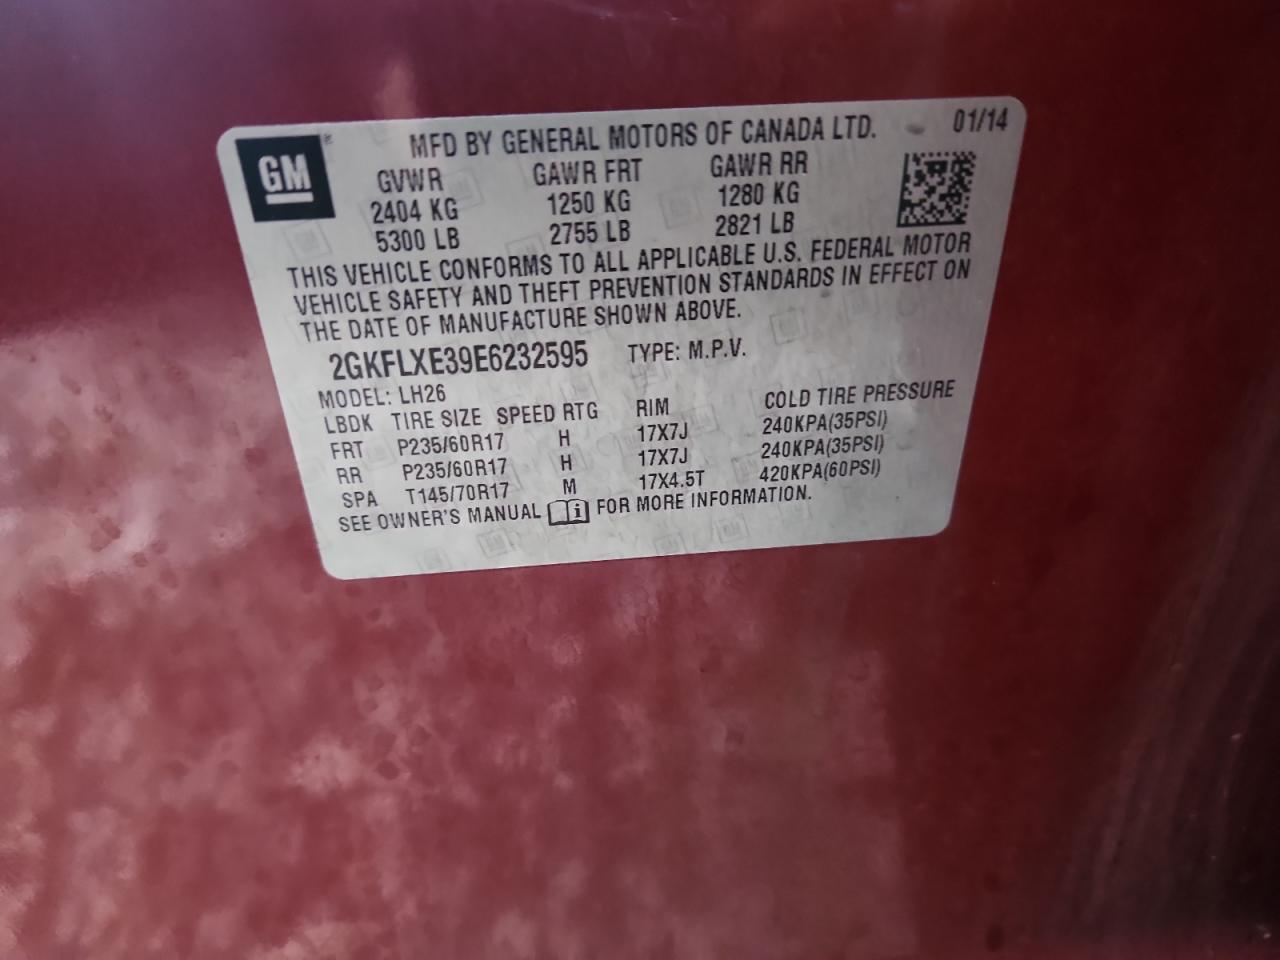 GM ®
MFD BY GENERAL MOTORS OF CANADA LTD. 01/14
GVWR GAWR FRT GAWR RR
2404 KG 1250 KG 1280 KG
5300 LB 2755 LB 2821 LB
THIS VEHICLE CONFORMS TO ALL APPLICABLE U.S. FEDERAL MOTOR
VEHICLE SAFETY AND THEFT PREVENTION STANDARDS IN EFFECT ON
THE DATE OF MANUFACTURE SHOWN ABOVE.
2GKFLXE39E6232595 TYPE: M.P.V.
MODEL: LH26
LBDK TIRE SIZE SPEED RTG RIM COLD TIRE PRESSURE
FRT P235/60R17 H 17X7J 240KPA(35PSI)
RR P235/60R17 H 17X7J 240KPA(35PSI)
SPA T145/70R17 M 17X4.5T 420KPA(60PSI)
SEE OWNER'S MANUAL i FOR MORE INFORMATION.